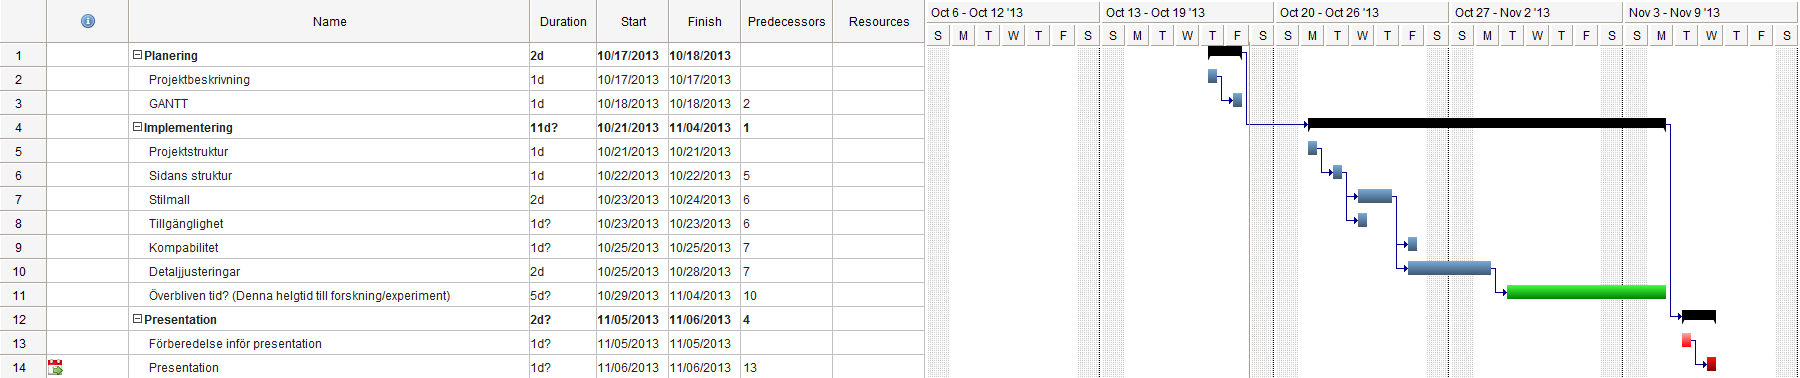 Name Duration Start Finish Predecessors Resources Oct 6 - Oct 12 '13 Oct 13 - Oct 19 '13 Oct 20 - Oct 26 '13 Oct 27 - Nov 2 '13 Nov 3 - Nov 9 '13
S M T W T F S S M T W T F S S M T W T F S S M T W T F S S M T W T F S
1 Planering 2d 10/17/2013 10/18/2013
2 Projektbeskrivning 1d 10/17/2013 10/17/2013
3 GANTT 1d 10/18/2013 10/18/2013 2
4 Implementering 11d? 10/21/2013 11/04/2013 1
5 Projektstruktur 1d 10/21/2013 10/21/2013
6 Sidans struktur 1d 10/22/2013 10/22/2013 5
7 Stilmall 2d 10/23/2013 10/24/2013 6
8 Tillgänglighet 1d? 10/23/2013 10/23/2013 6
9 Kompabilitet 1d? 10/25/2013 10/25/2013 7
10 Detaljjusteringar 2d 10/25/2013 10/28/2013 7
11 Överbliven tid? (Denna helgtid till forskning/experiment) 5d? 10/29/2013 11/04/2013 10
12 Presentation 2d? 11/05/2013 11/06/2013 4
13 Förberedelse inför presentation 1d? 11/05/2013 11/05/2013
14 Presentation 1d? 11/06/2013 11/06/2013 13